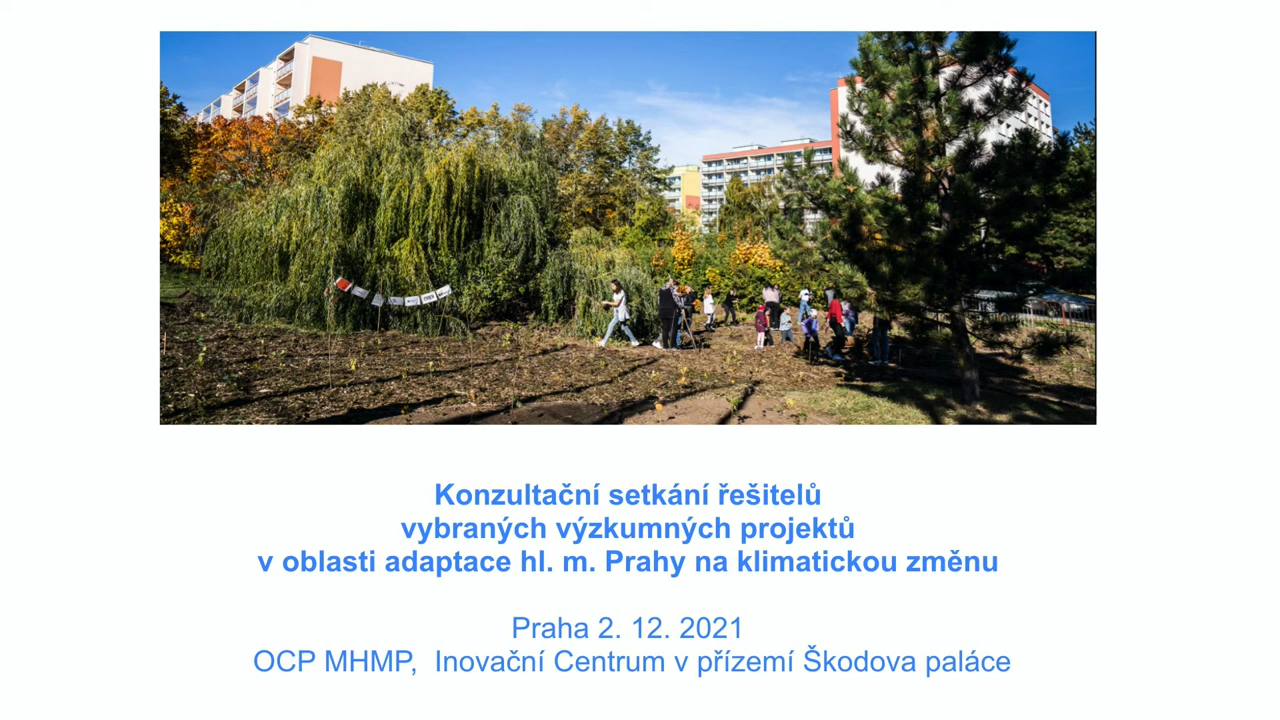 Konzultační setkání řešitelů
vybraných výzkumných projektů
v oblasti adaptace hl. m. Prahy na klimatickou změnu
Praha 2. 12. 2021
OCP MHMP, Inovační Centrum v přízemí Škodova paláce